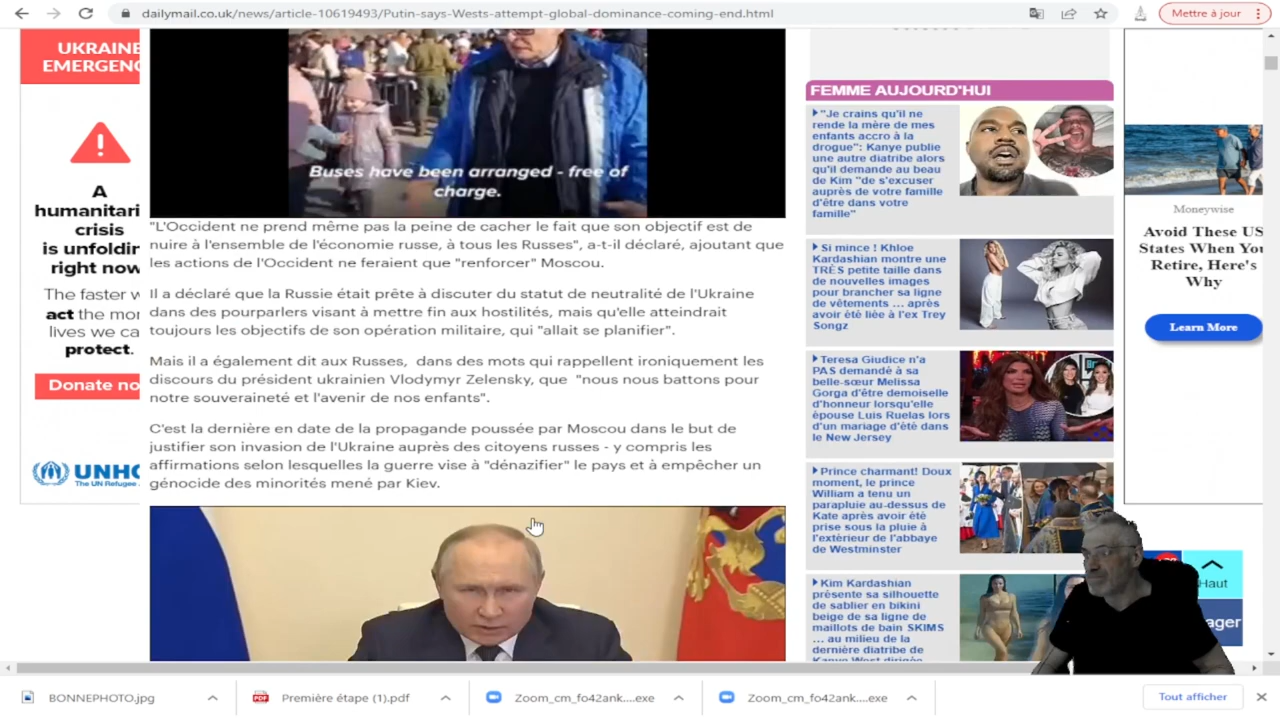 dailymail.co.uk/news/article-10619493/Putin-says-Wests-attempt-global-dominance-coming-end.html
Mettre à jour
UKRAINE
EMERGENC
A
humanitari
crisis
is unfoldin
right now
The faster w
act the mor
lives we ca
protect.
Donate no
UNHC
The UN Refugee
Buses have been arranged - free of
charge.
"L'Occident ne prend même pas la peine de cacher le fait que son objectif est de
nuire à l'ensemble de l'économie russe, à tous les Russes", a-t-il déclaré, ajoutant que
les actions de l'Occident ne feraient que "renforcer" Moscou.
Il a déclaré que la Russie était prête à discuter du statut de neutralité de l'Ukraine
dans des pourparlers visant à mettre fin aux hostilités, mais qu'elle atteindrait
toujours les objectifs de son opération militaire, qui "allait se planifier".
Mais il a également dit aux Russes, dans des mots qui rappellent ironiquement les
discours du président ukrainien Vlodymyr Zelensky, que "nous nous battons pour
notre souveraineté et l'avenir de nos enfants".
C'est la dernière en date de la propagande poussée par Moscou dans le but de
justifier son invasion de l'Ukraine auprès des citoyens russes - y compris les
affirmations selon lesquelles la guerre vise à "dénazifier" le pays et à empêcher un
génocide des minorités mené par Kiev.
FEMME AUJOURD'HUI
"Je crains qu'il ne
rende la mère de mes
enfants accro à la
drogue": Kanye publie
une autre diatribe alors
qu'il demande au beau
de Kim "de s'excuser
auprès de votre famille
d'être dans votre
famille"
Si mince ! Khloe
Kardashian montre une
TRÈS petite taille dans
de nouvelles images
pour brancher sa ligne
de vêtements ... après
avoir été liée à l'ex Trey
Songz
Teresa Giudice n'a
PAS demandé à sa
belle-sœur Melissa
Gorga d'être demoiselle
d'honneur lorsqu'elle
épouse Luis Ruelas lors
d'un mariage d'été dans
le New Jersey
Prince charmant! Doux
moment, le prince
William a tenu un
parapluie au-dessus de
Kate après avoir été
prise sous la pluie à
l'extérieur de l'abbaye
de Westminster
Kim Kardashian
présente sa silhouette
de sablier en bikini
beige de sa ligne de
maillots de bain SKIMS
... au milieu de la
dernière diatribe de
Kanye West dirigée
Moneywise
Avoid These US
States When You
Retire, Here's
Why
Learn More
Haut
ager
BONNEPHOTO.jpg
PDF
Première étape (1).pdf
Zoom_cm_fo42ank....exe
Zoom_cm_fo42ank....exe
Tout afficher